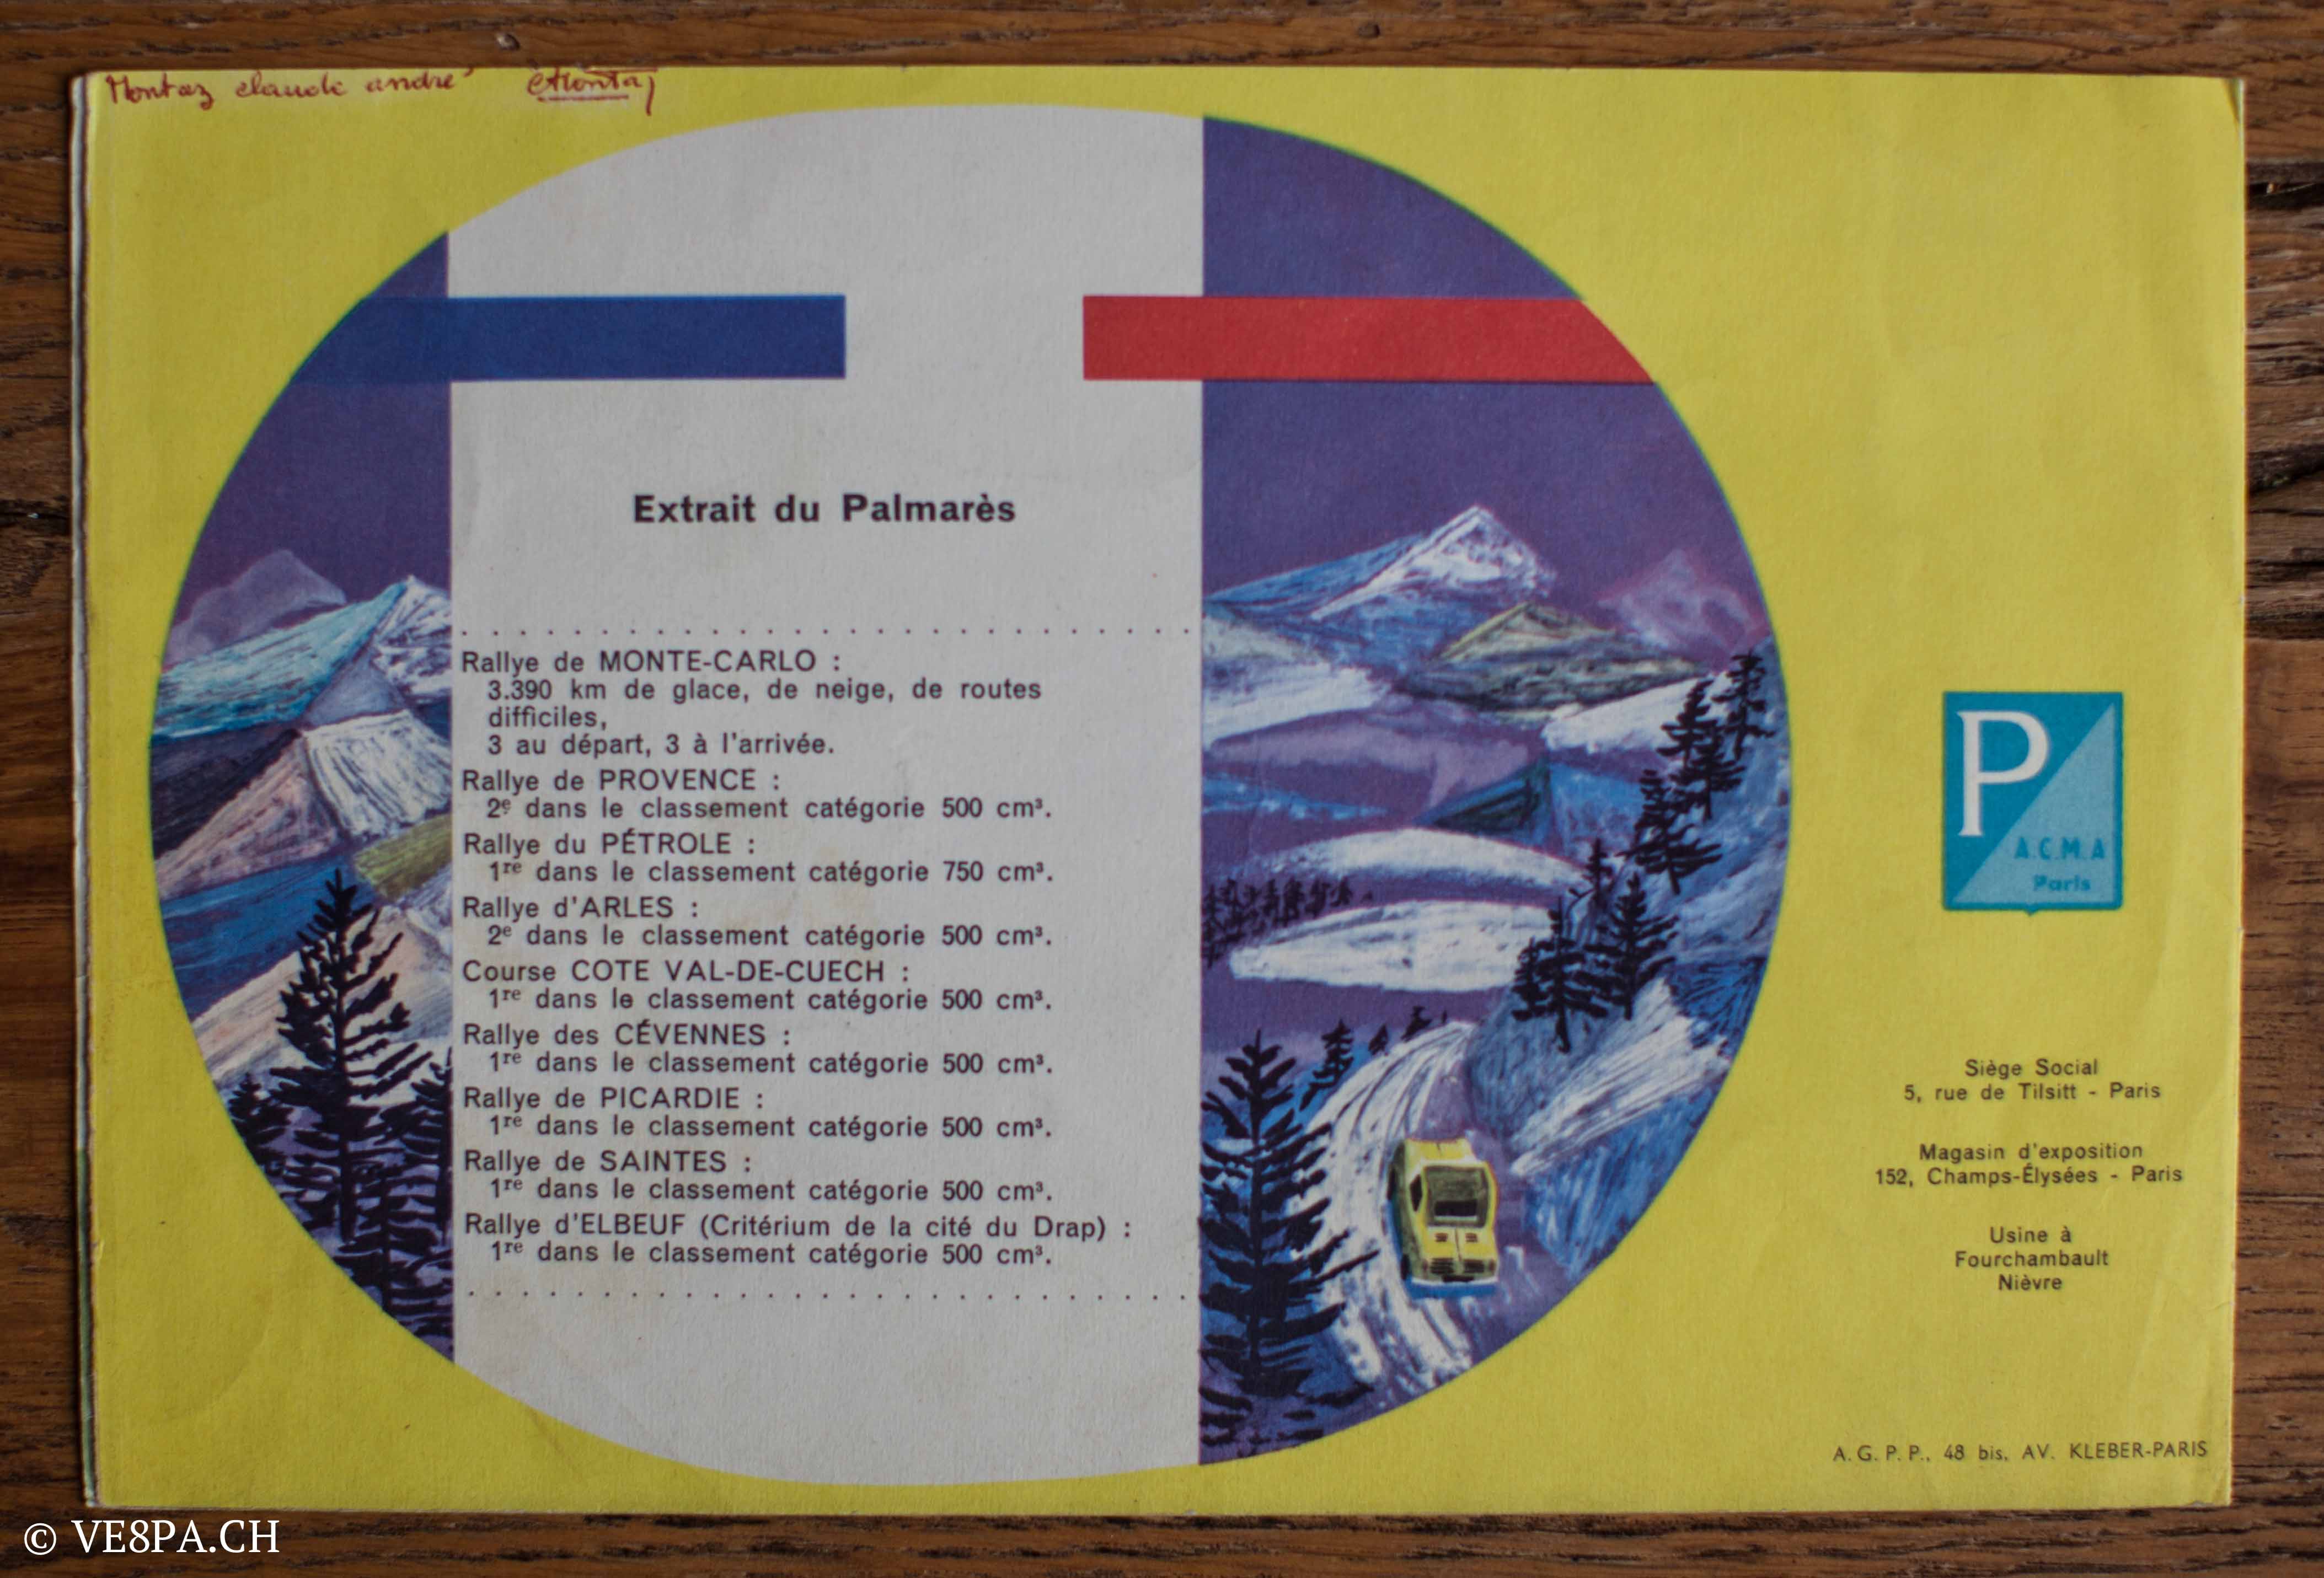 Montaz claude andré CMontaz
Extrait du Palmarès
Rallye de MONTE-CARLO :
3.390 km de glace, de neige, de routes
difficiles,
3 au départ, 3 à l'arrivée.
Rallye de PROVENCE :
2e dans le classement catégorie 500 cm³.
Rallye du PÉTROLE :
1re dans le classement catégorie 750 cm³.
Rallye d'ARLES :
2e dans le classement catégorie 500 cm³.
Course COTE VAL-DE-CUECH :
1re dans le classement catégorie 500 cm³.
Rallye des CÉVENNES :
1re dans le classement catégorie 500 cm³.
Rallye de PICARDIE :
1re dans le classement catégorie 500 cm³.
Rallye de SAINTES :
1re dans le classement catégorie 500 cm³.
Rallye d'ELBEUF (Critérium de la cité du Drap) :
1re dans le classement catégorie 500 cm³.
P
A.C.M.A
Paris
Siège Social
5, rue de Tilsitt - Paris
Magasin d'exposition
152, Champs-Élysées - Paris
Usine à
Fourchambault
Nièvre
A. G. P. P., 48 bis, AV. KLEBER-PARIS
© VE8PA.CH